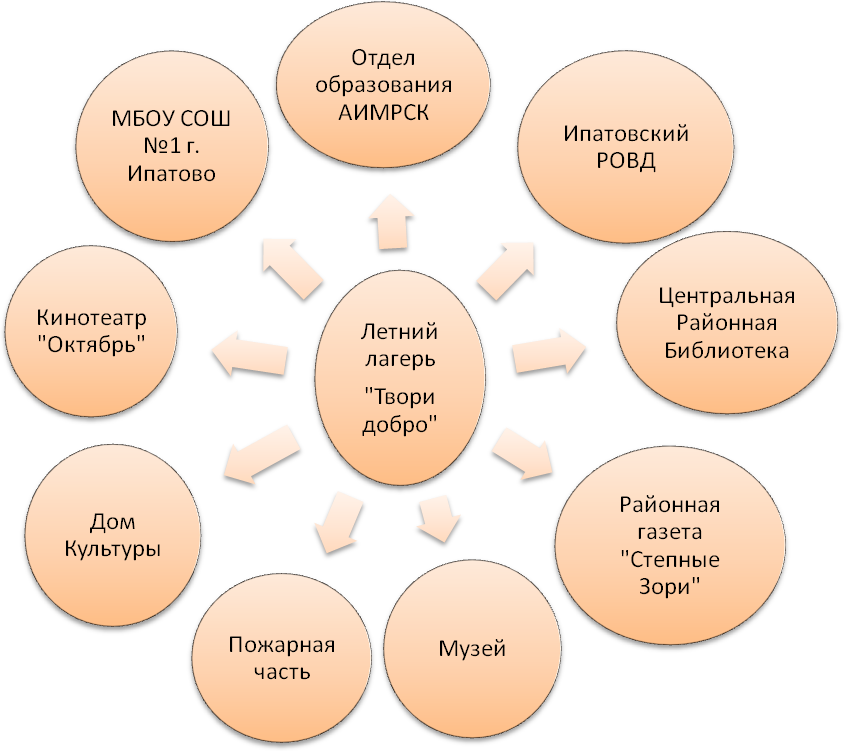 Отдел
образования
АИМРСК
МБОУ СОШ
№1 г.
Ипатово
Ипатовский
РОВД
Кинотеатр
"Октябрь"
Летний
лагерь
"Твори
добро"
Центральная
Районная
Библиотека
Дом
Культуры
Районная
газета
"Степные
Зори"
Пожарная
часть
Музей